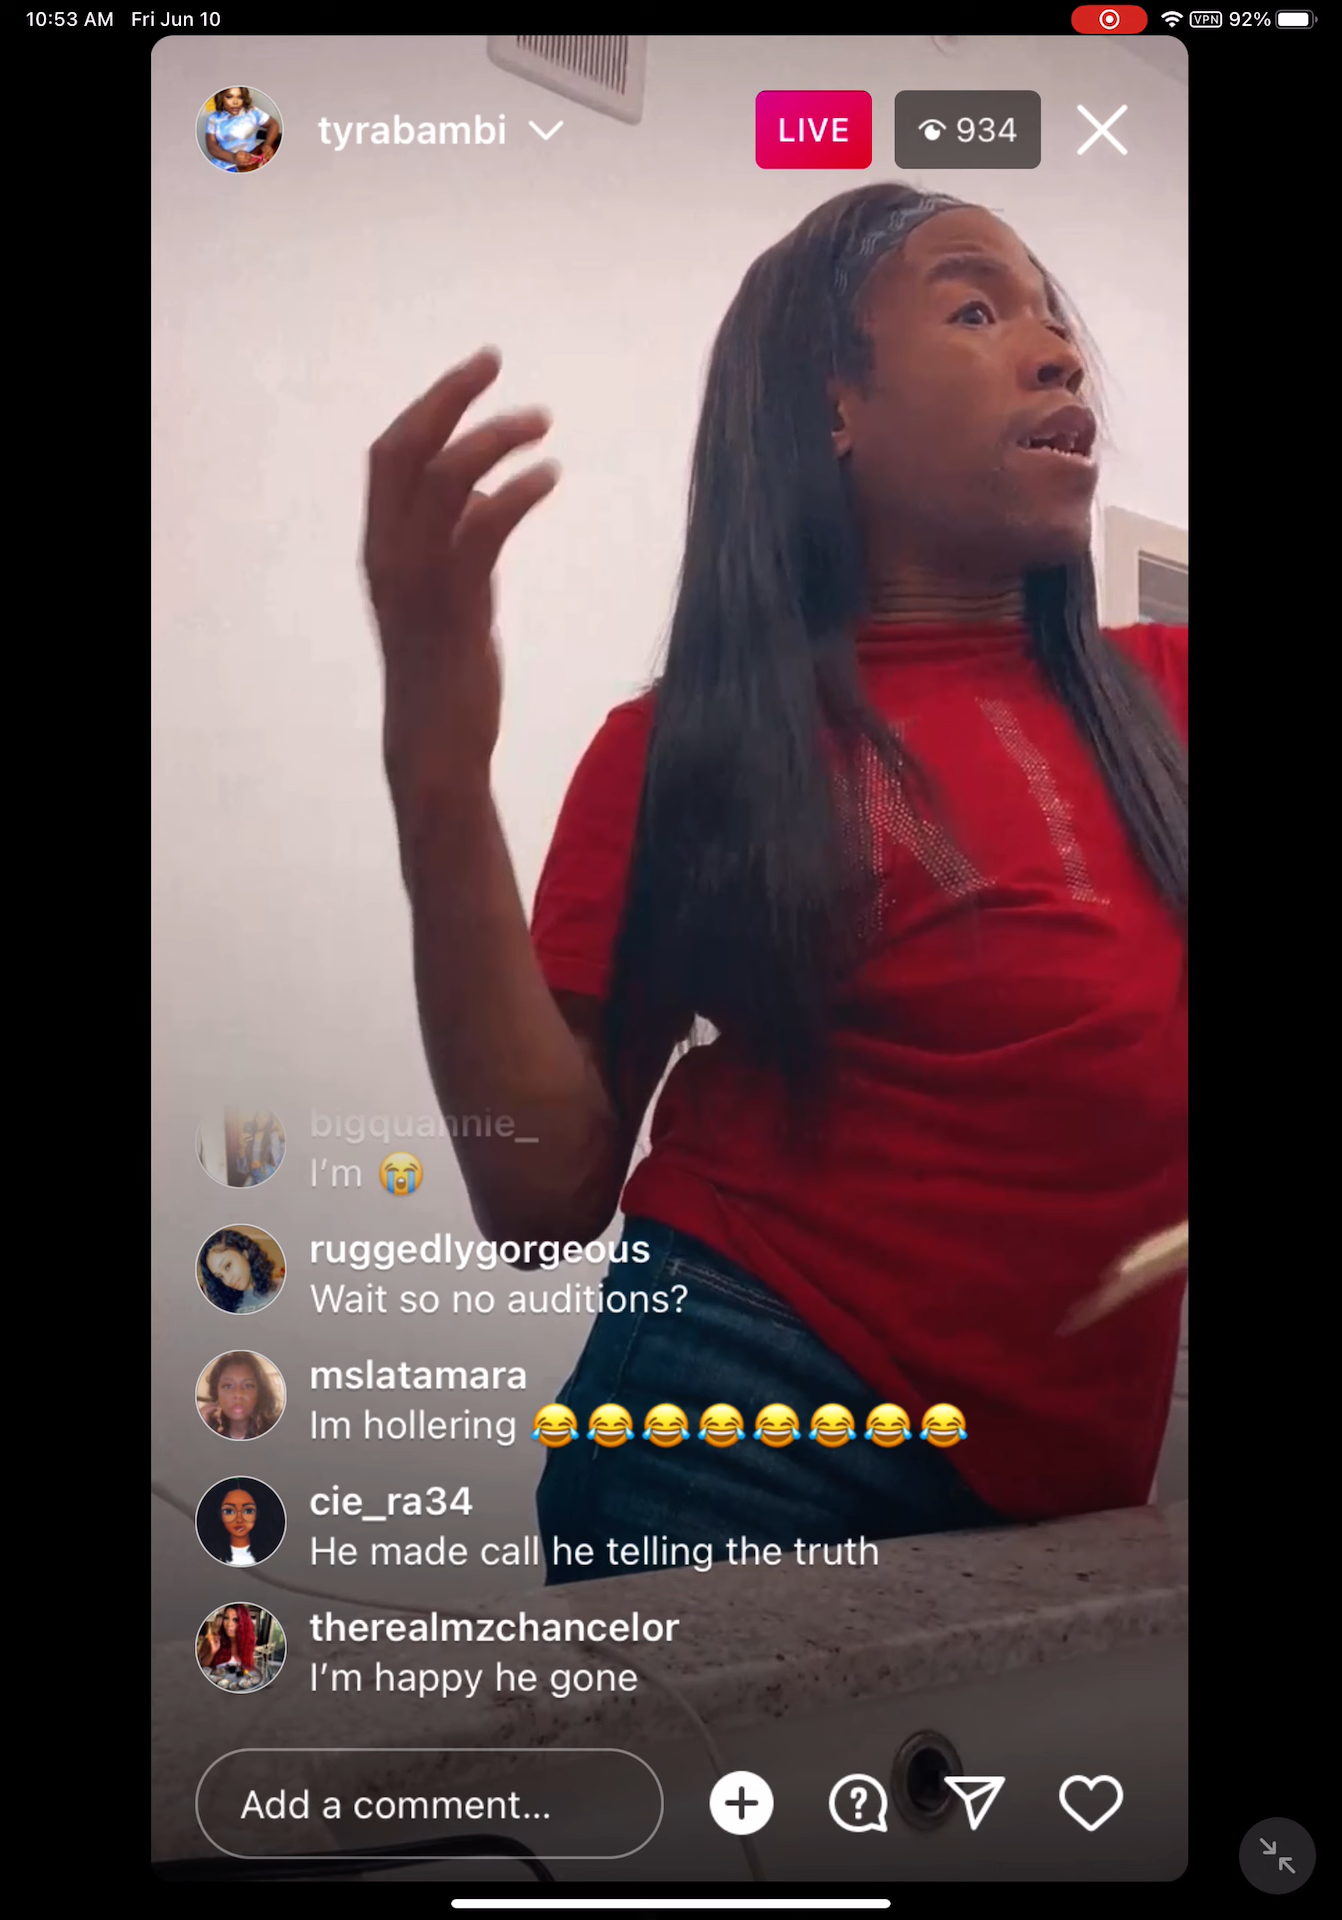 10:53 AM Fri Jun 10
VPN 92%
tyrabambi
LIVE
934
bigquannie_
I'm 😭
ruggedlygorgeous
Wait so no auditions?
mslatamara
Im hollering 😂😂😂😂😂😂😂😂
cie_ra34
He made call he telling the truth
therealmzchancelor
I'm happy he gone
Add a comment...